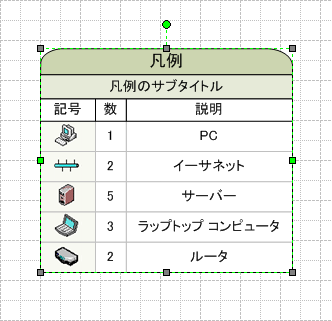 凡例
凡例のサブタイトル
記号 数 説明
1 PC
2 イーサネット
5 サーバー
3 ラップトップ コンピュータ
2 ルータ